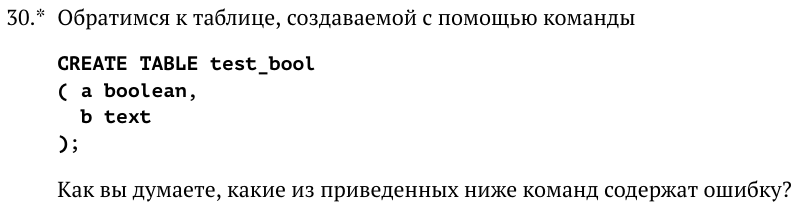 30.* Обратимся к таблице, создаваемой с помощью команды
CREATE TABLE test_bool
( a boolean,
b text
);
Как вы думаете, какие из приведенных ниже команд содержат ошибку?